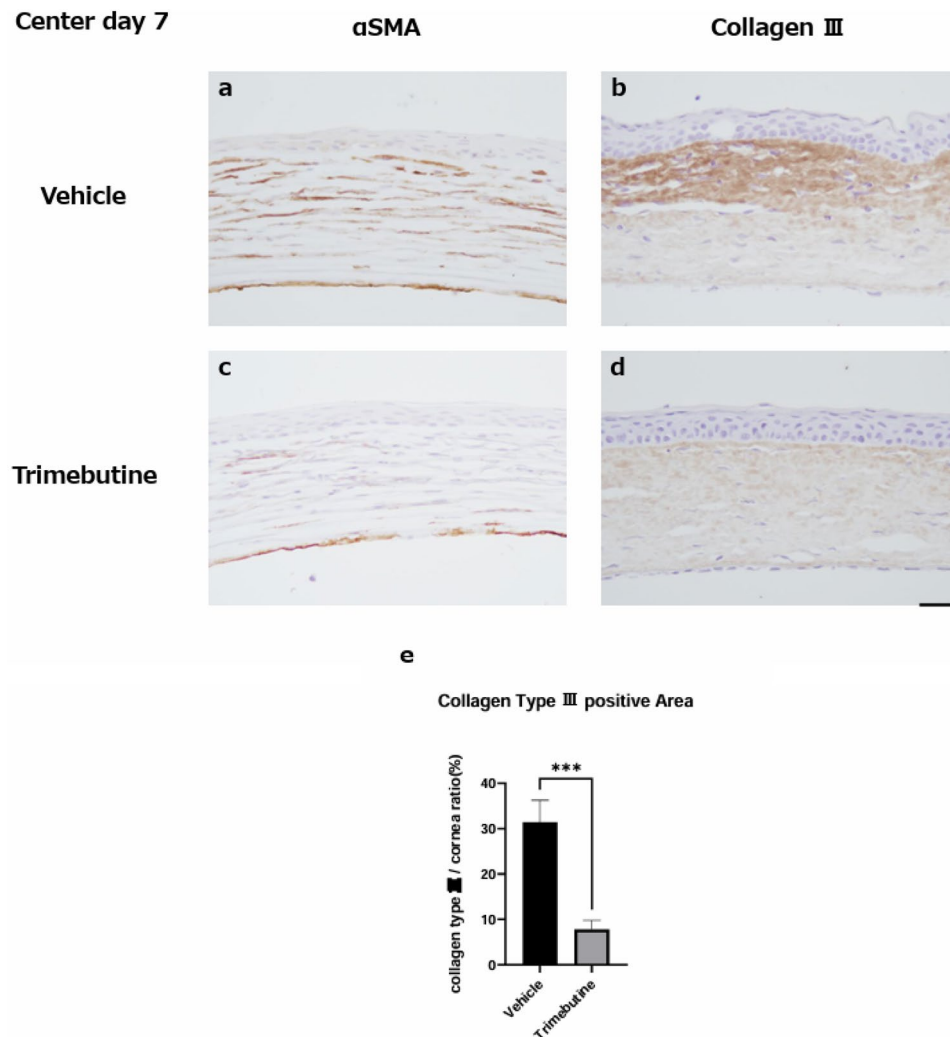 Center day 7
αSMA
Collagen Ⅲ
a
b
Vehicle
c
d
Trimebutine
e
Collagen Type Ⅲ positive Area
collagen type Ⅲ / cornea ratio(%)
***
40
30
20
10
0
Vehicle
Trimebutine